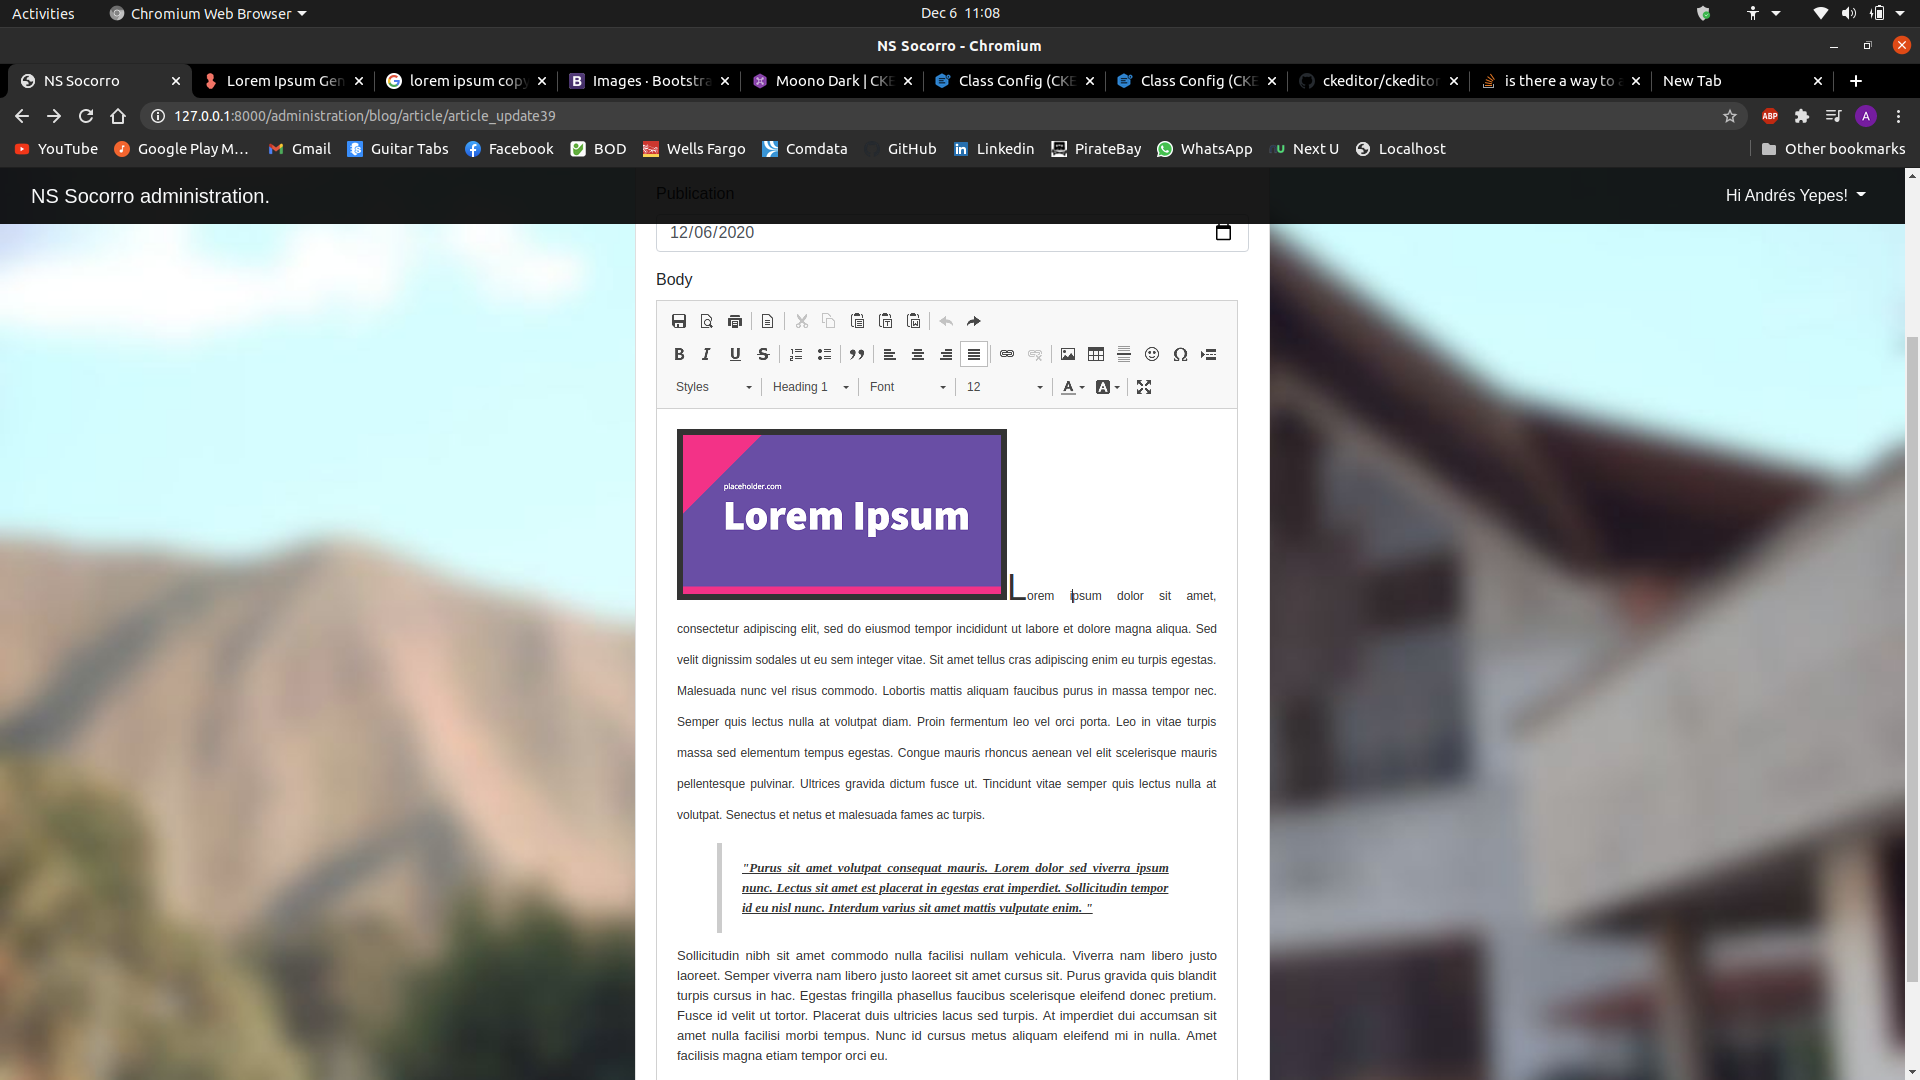 Activities
Chromium Web Browser
Dec 6 11:08
NS Socorro - Chromium
NS Socorro
Lorem Ipsum Gen
lorem ipsum copy
Images · Bootstra
Moono Dark | CKE
Class Config (CKE
Class Config (CKE
ckeditor/ckeditor
is there a way to a
New Tab
127.0.0.1:8000/administration/blog/article/article_update39
ABP
A
YouTube
Google Play M...
Gmail
Guitar Tabs
Facebook
BOD
Wells Fargo
Comdata
GitHub
Linkedin
PirateBay
WhatsApp
Next U
Localhost
Other bookmarks
NS Socorro administration.
Publication
Hi Andrés Yepes!
12/06/2020
Body
B I U S
Styles
Heading 1
Font
12
A
A
placeholder.com
Lorem Ipsum
Lorem ipsum dolor sit amet,
consectetur adipiscing elit, sed do eiusmod tempor incididunt ut labore et dolore magna aliqua. Sed
velit dignissim sodales ut eu sem integer vitae. Sit amet tellus cras adipiscing enim eu turpis egestas.
Malesuada nunc vel risus commodo. Lobortis mattis aliquam faucibus purus in massa tempor nec.
Semper quis lectus nulla at volutpat diam. Proin fermentum leo vel orci porta. Leo in vitae turpis
massa sed elementum tempus egestas. Congue mauris rhoncus aenean vel elit scelerisque mauris
pellentesque pulvinar. Ultrices gravida dictum fusce ut. Tincidunt vitae semper quis lectus nulla at
volutpat. Senectus et netus et malesuada fames ac turpis.
"Purus sit amet volutpat consequat mauris. Lorem dolor sed viverra ipsum
nunc. Lectus sit amet est placerat in egestas erat imperdiet. Sollicitudin tempor
id eu nisl nunc. Interdum varius sit amet mattis vulputate enim. "
Sollicitudin nibh sit amet commodo nulla facilisi nullam vehicula. Viverra nam libero justo
laoreet. Semper viverra nam libero justo laoreet sit amet cursus sit. Purus gravida quis blandit
turpis cursus in hac. Egestas fringilla phasellus faucibus scelerisque eleifend donec pretium.
Fusce id velit ut tortor. Placerat duis ultricies lacus sed turpis. At imperdiet dui accumsan sit
amet nulla facilisi morbi tempus. Nunc id cursus metus aliquam eleifend mi in nulla. Amet
facilisis magna etiam tempor orci eu.